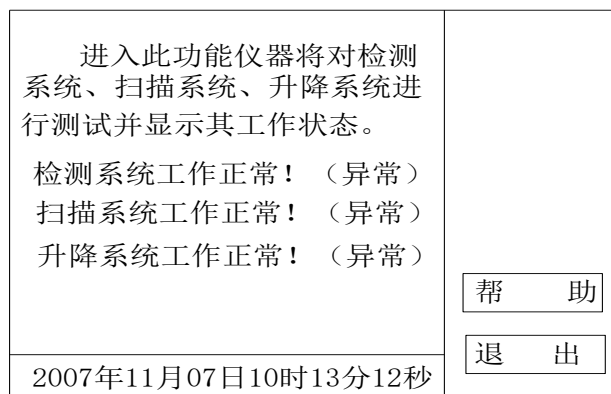 进入此功能仪器将对检测
系统、扫描系统、升降系统进
行测试并显示其工作状态。
检测系统工作正常！（异常）
扫描系统工作正常！（异常）
升降系统工作正常！（异常）
帮 助
退 出
2007年11月07日10时13分12秒